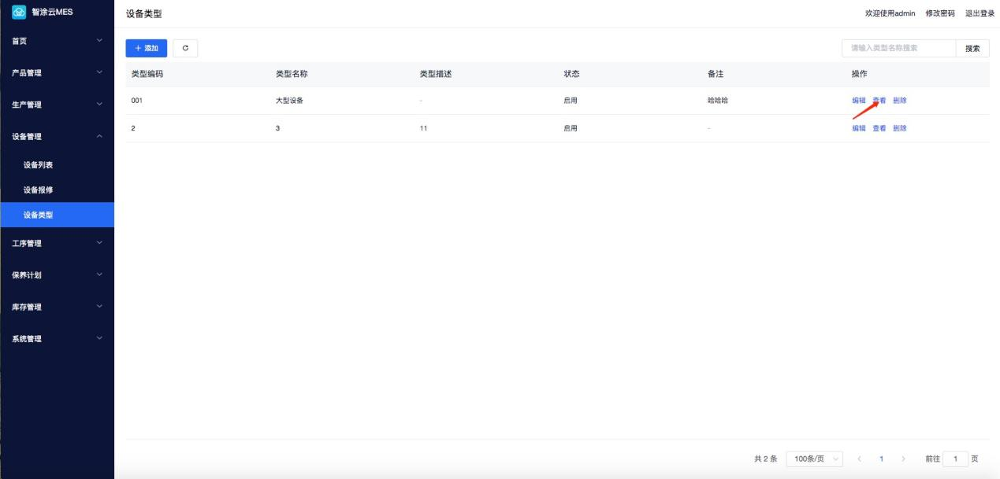 智涂云MES
设备类型
欢迎使用admin 修改密码 退出登录
首页
产品管理
生产管理
设备管理
设备列表
设备报修
设备类型
工序管理
保养计划
库存管理
系统管理
+ 添加
请输入类型名称搜索 搜索
类型编码 类型名称 类型描述 状态 备注 操作
001 大型设备 - 启用 哈哈哈 编辑 查看 删除
2 3 11 启用 - 编辑 查看 删除
共 2 条 100条/页 1 前往 1 页